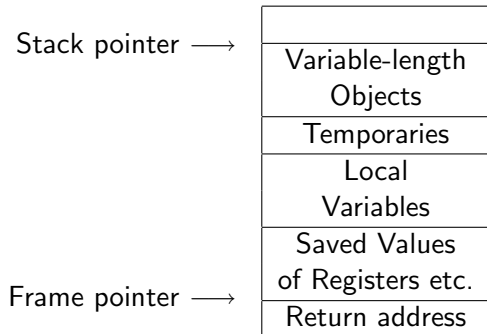 Stack pointer →
Variable-length
Objects
Temporaries
Local
Variables
Saved Values
of Registers etc.
Frame pointer →
Return address